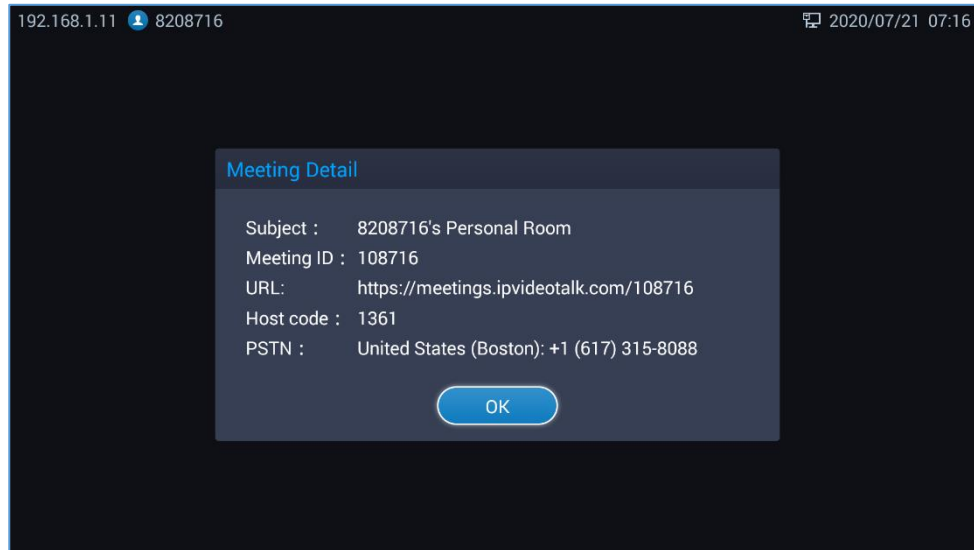 192.168.1.11 8208716 2020/07/21 07:16
Meeting Detail
Subject : 8208716's Personal Room
Meeting ID : 108716
URL: https://meetings.ipvideotalk.com/108716
Host code : 1361
PSTN : United States (Boston): +1 (617) 315-8088
OK